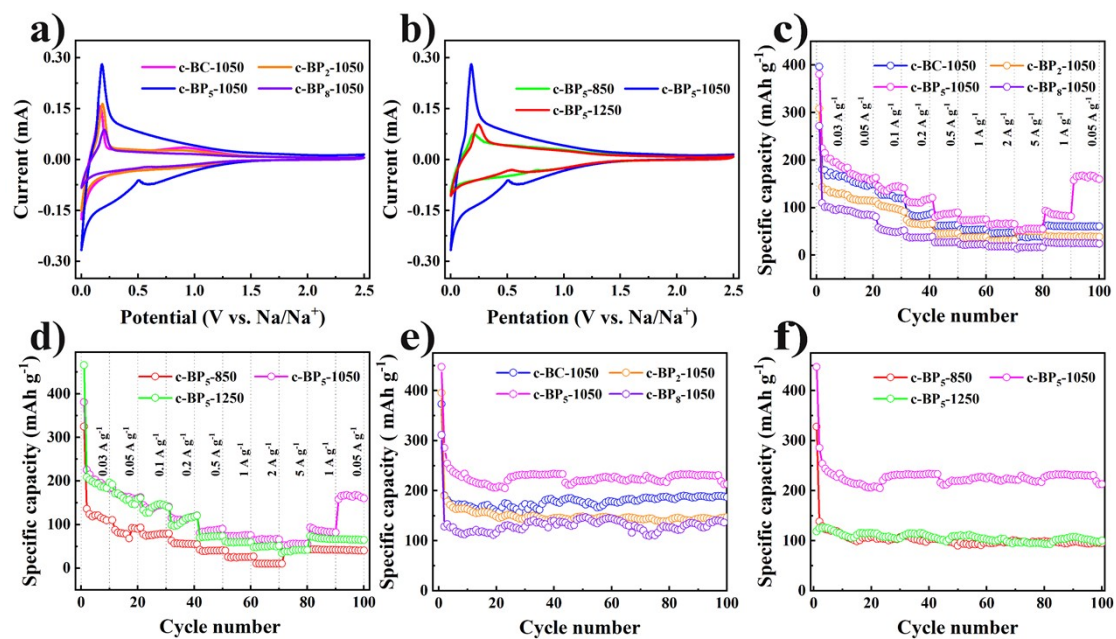 a)
c-BC-1050
c-BP₂-1050
c-BP₅-1050
c-BP₈-1050
Current (mA)
0.30
0.15
0.00
-0.15
-0.30
0.0 0.5 1.0 1.5 2.0 2.5
Potential (V vs. Na/Na⁺)
b)
c-BP₅-850
c-BP₅-1050
c-BP₅-1250
Current (mA)
0.30
0.15
0.00
-0.15
-0.30
0.0 0.5 1.0 1.5 2.0 2.5
Pentation (V vs. Na/Na⁺)
c)
c-BC-1050
c-BP₂-1050
c-BP₅-1050
c-BP₈-1050
Specific capacity (mAh g⁻¹)
400
300
200
100
0
0.03 A g⁻¹
0.05 A g⁻¹
0.1 A g⁻¹
0.2 A g⁻¹
0.5 A g⁻¹
1 A g⁻¹
2 A g⁻¹
5 A g⁻¹
1 A g⁻¹
0.05 A g⁻¹
0 20 40 60 80 100
Cycle number
d)
c-BP₅-850
c-BP₅-1050
c-BP₅-1250
Specific capacity (mAh g⁻¹)
400
300
200
100
0
0.03 A g⁻¹
0.05 A g⁻¹
0.1 A g⁻¹
0.2 A g⁻¹
0.5 A g⁻¹
1 A g⁻¹
2 A g⁻¹
5 A g⁻¹
1 A g⁻¹
0.05 A g⁻¹
0 20 40 60 80 100
Cycle number
e)
c-BC-1050
c-BP₂-1050
c-BP₅-1050
c-BP₈-1050
Specific capacity ( mAh g⁻¹)
400
300
200
100
0
0 20 40 60 80 100
Cycle number
f)
c-BP₅-850
c-BP₅-1050
c-BP₅-1250
Specific capacity (mAh g⁻¹)
400
300
200
100
0
0 20 40 60 80 100
Cycle number